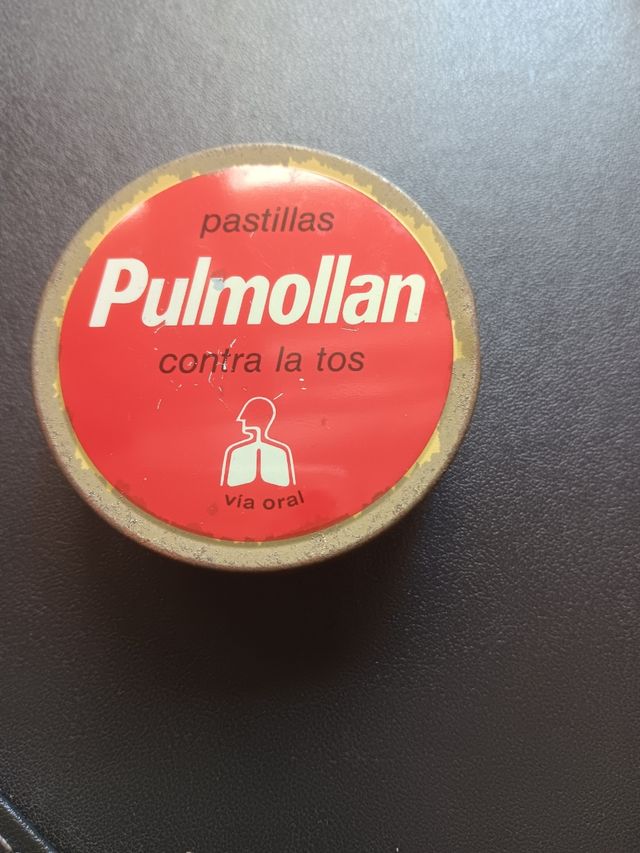 pastillas
Pulmollan
contra la tos
vía oral